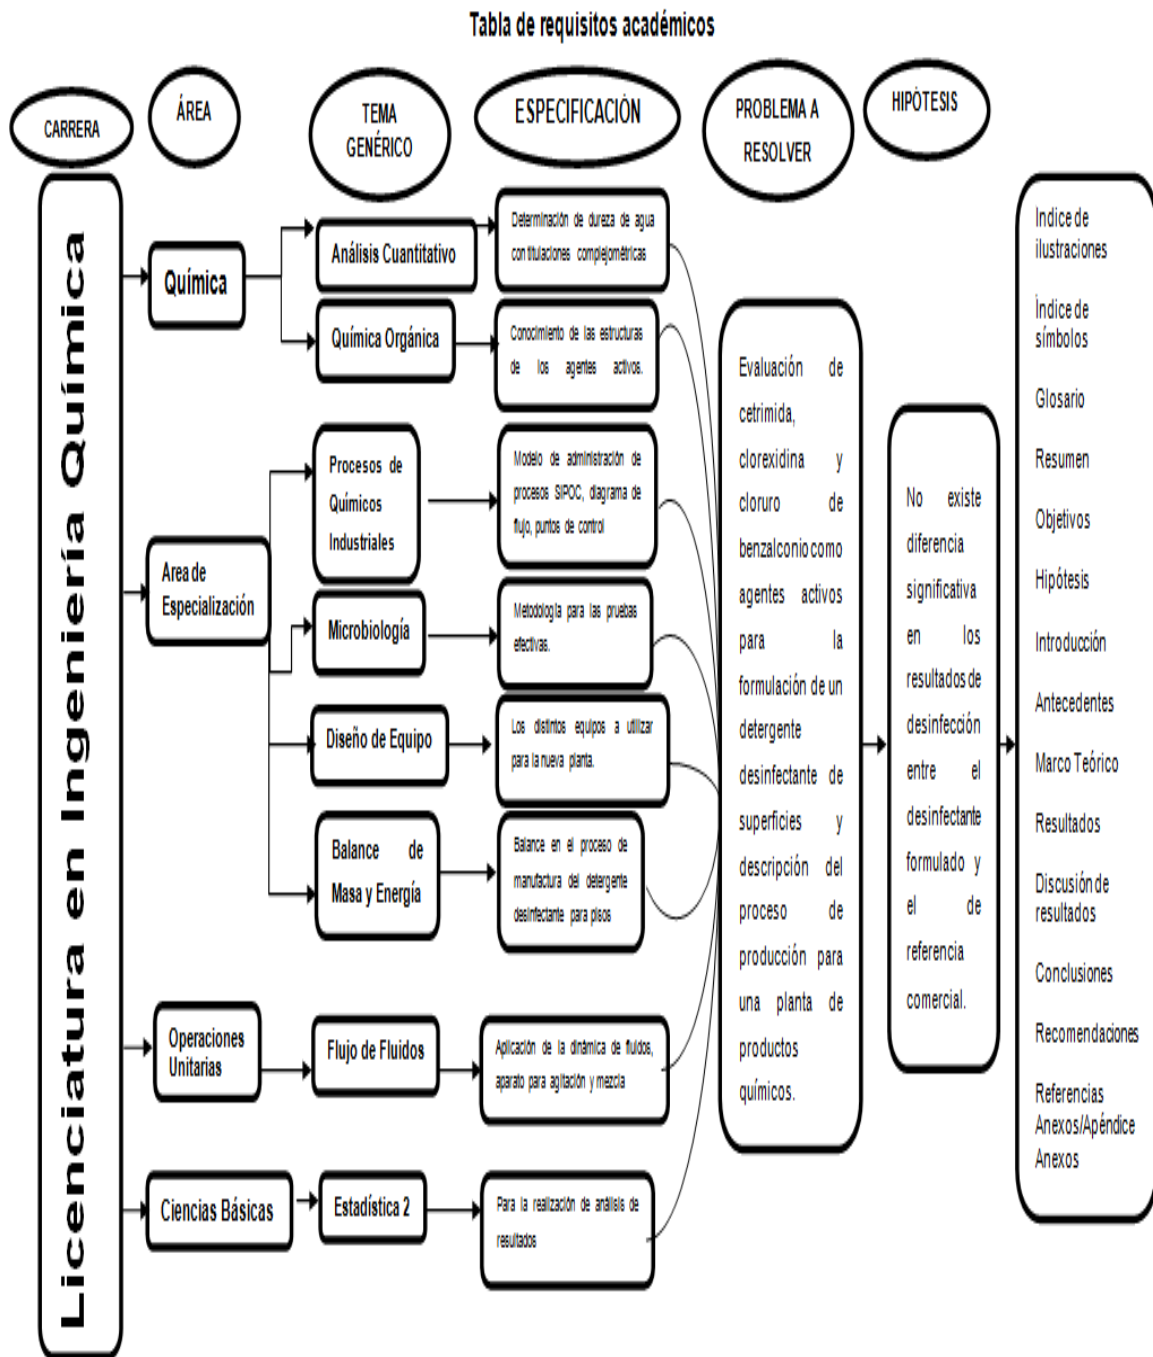 Tabla de requisitos académicos
CARRERA
ÁREA
TEMA
GENÉRICO
ESPECIFICACIÓN
PROBLEMA A
RESOLVER
HIPÓTESIS
Licenciatura en Ingeniería Química
Química
Análisis Cuantitativo
Determinación de dureza de agua
con titulaciones complejométricas
Química Orgánica
Conocimiento de las estructuras
de los agentes activos.
Area de
Especialización
Procesos de
Químicos
Industriales
Modelo de administración de
procesos SIPOC, diagrama de
flujo, puntos de control
Microbiología
Metodología para las pruebas
efectivas.
Diseño de Equipo
Los distintos equipos a utilizar
para la nueva planta.
Balance de
Masa y Energía
Balance en el proceso de
manufactura del detergente
desinfectante para pisos
Operaciones
Unitarias
Flujo de Fluidos
Aplicación de la dinámica de fluidos,
aparato para agitación y mezcla
Ciencias Básicas
Estadística 2
Para la realización de análisis de
resultados
Evaluación de
cetrimida,
clorexidina y
cloruro de
benzalconio como
agentes activos
para la
formulación de un
detergente
desinfectante de
superficies y
descripción del
proceso de
producción para
una planta de
productos
químicos.
No existe
diferencia
significativa
en los
resultados de
desinfección
entre el
desinfectante
formulado y
el de
referencia
comercial.
Indice de
ilustraciones
Índice de
símbolos
Glosario
Resumen
Objetivos
Hipótesis
Introducción
Antecedentes
Marco Teórico
Resultados
Discusión de
resultados
Conclusiones
Recomendaciones
Referencias
Anexos/Apéndice
Anexos